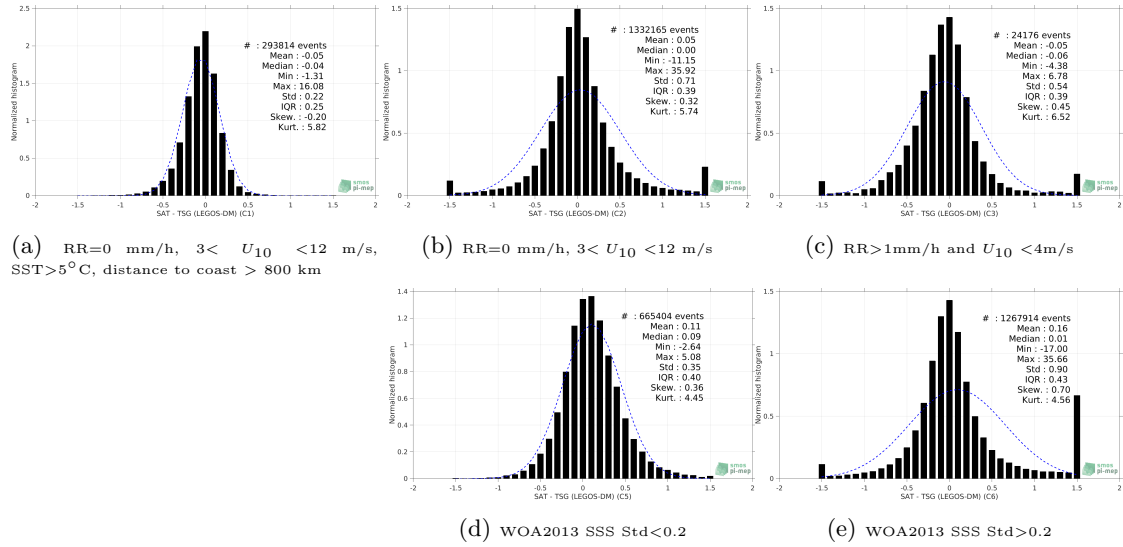 2.5
2
1.5
1
0.5
0
-2 -1.5 -1 -0.5 0 0.5 1 1.5 2
Normalized histogram
# : 293814 events
Mean : -0.05
Median : -0.04
Min : -1.31
Max : 16.08
Std : 0.22
IQR : 0.25
Skew. : -0.20
Kurt. : 5.82
smos
pi-mep
SAT - TSG (LEGOS-DM) (C1)
(a) RR=0 mm/h, 3< U10 <12 m/s,
SST>5°C, distance to coast > 800 km
1.5
1
0.5
0
-2 -1.5 -1 -0.5 0 0.5 1 1.5 2
Normalized histogram
# : 1332165 events
Mean : 0.05
Median : 0.00
Min : -11.15
Max : 35.92
Std : 0.71
IQR : 0.39
Skew. : 0.32
Kurt. : 5.74
smos
pi-mep
SAT - TSG (LEGOS-DM) (C2)
(b) RR=0 mm/h, 3< U10 <12 m/s
1.5
1
0.5
0
-2 -1.5 -1 -0.5 0 0.5 1 1.5 2
Normalized histogram
# : 24176 events
Mean : -0.05
Median : -0.06
Min : -4.38
Max : 6.78
Std : 0.54
IQR : 0.39
Skew. : 0.45
Kurt. : 6.52
smos
pi-mep
SAT - TSG (LEGOS-DM) (C3)
(c) RR>1mm/h and U10 <4m/s
1.4
1.2
1
0.8
0.6
0.4
0.2
0
-2 -1.5 -1 -0.5 0 0.5 1 1.5 2
Normalized histogram
# : 665404 events
Mean : 0.11
Median : 0.09
Min : -2.64
Max : 5.08
Std : 0.35
IQR : 0.40
Skew. : 0.36
Kurt. : 4.45
smos
pi-mep
SAT - TSG (LEGOS-DM) (C5)
(d) WOA2013 SSS Std<0.2
1.5
1
0.5
0
-2 -1.5 -1 -0.5 0 0.5 1 1.5 2
Normalized histogram
# : 1267914 events
Mean : 0.16
Median : 0.01
Min : -17.00
Max : 35.66
Std : 0.90
IQR : 0.43
Skew. : 0.70
Kurt. : 4.56
smos
pi-mep
SAT - TSG (LEGOS-DM) (C6)
(e) WOA2013 SSS Std>0.2